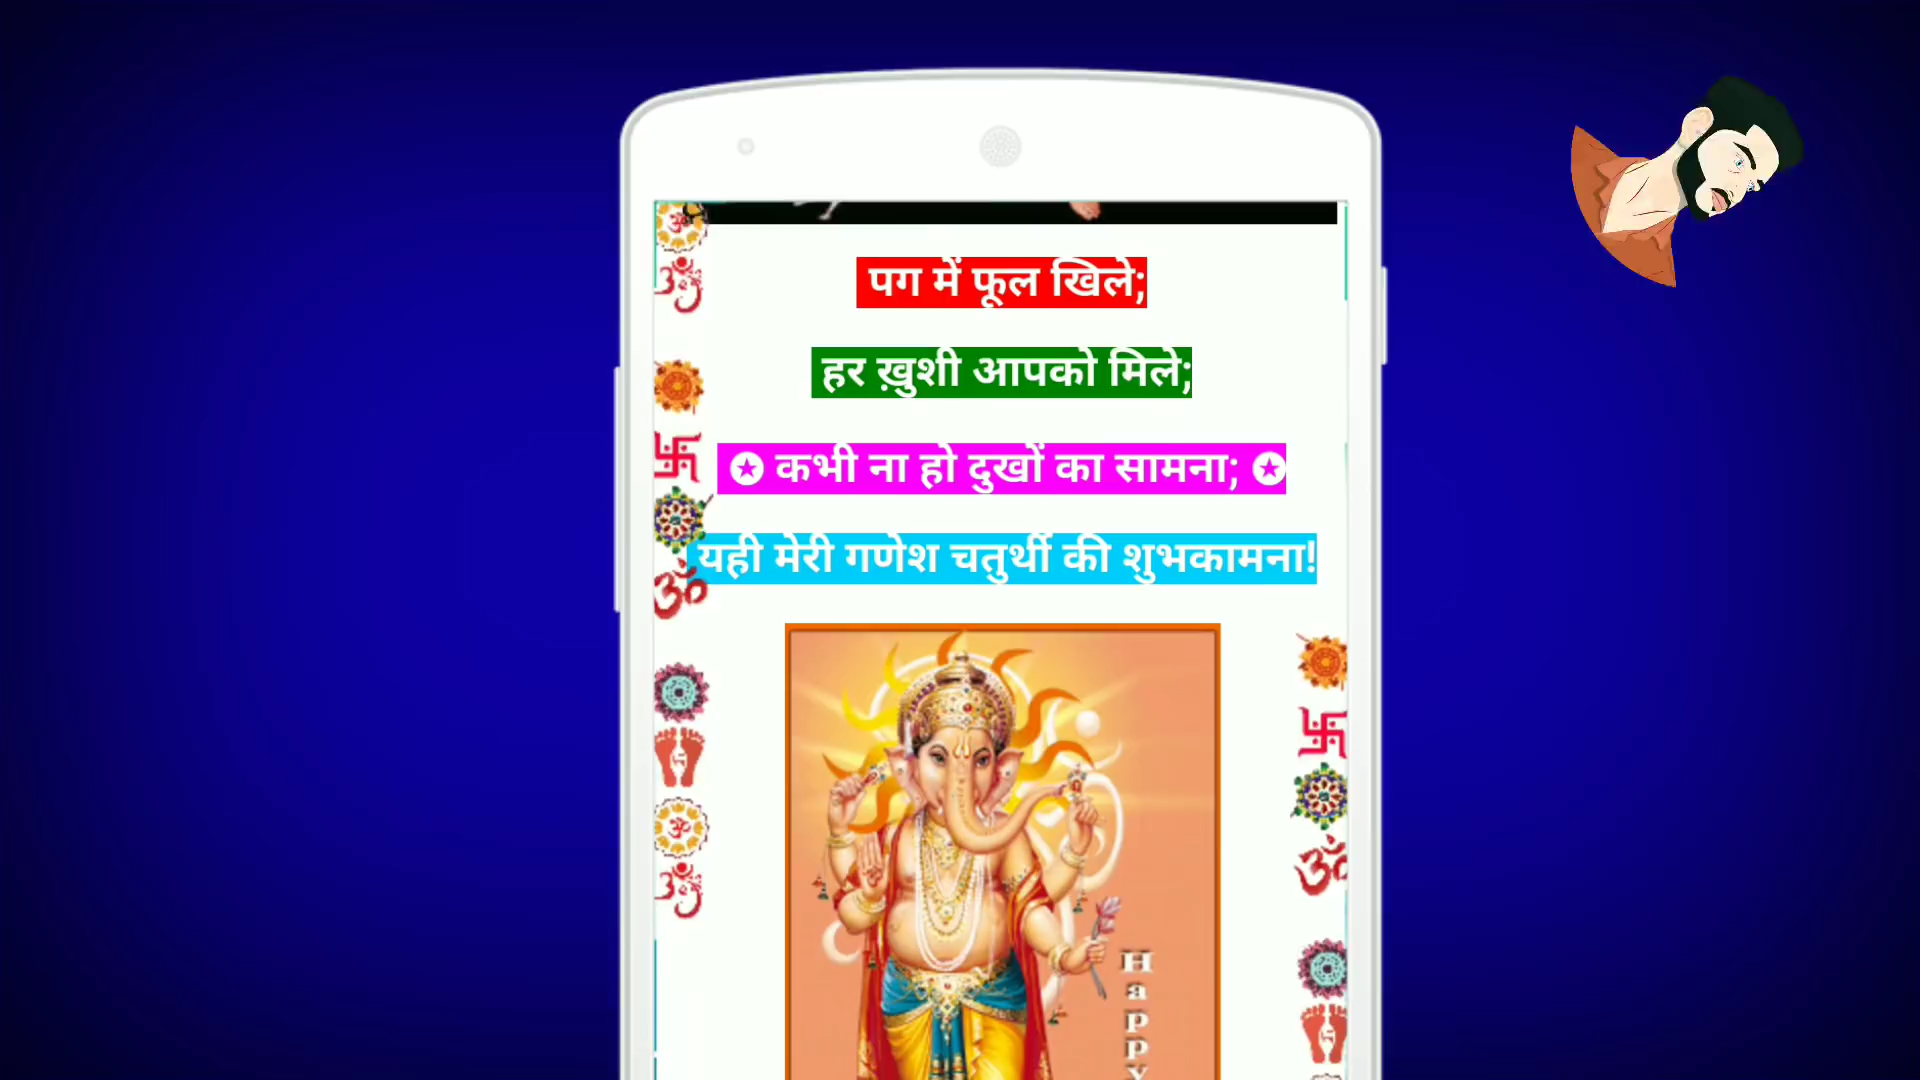 पग में फूल खिले;
हर ख़ुशी आपको मिले;
✪ कभी ना हो दुखों का सामना; ✪
यही मेरी गणेश चतुर्थी की शुभकामना!
Happy